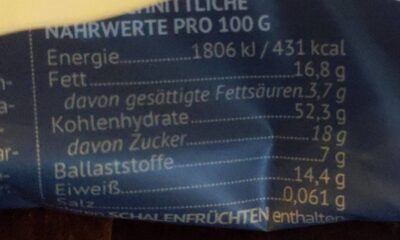 HNITTLICHE
NÄHRWERTE PRO 100 G
Energie 1806 kJ / 431 kcal
Fett 16,8 g
davon gesättigte Fettsäuren 3,7 g
Kohlenhydrate 52,3 g
davon Zucker 18 g
Ballaststoffe 7 g
Eiweiß 14,4 g
Salz 0,061 g
SCHALENFRÜCHTEN enthalten